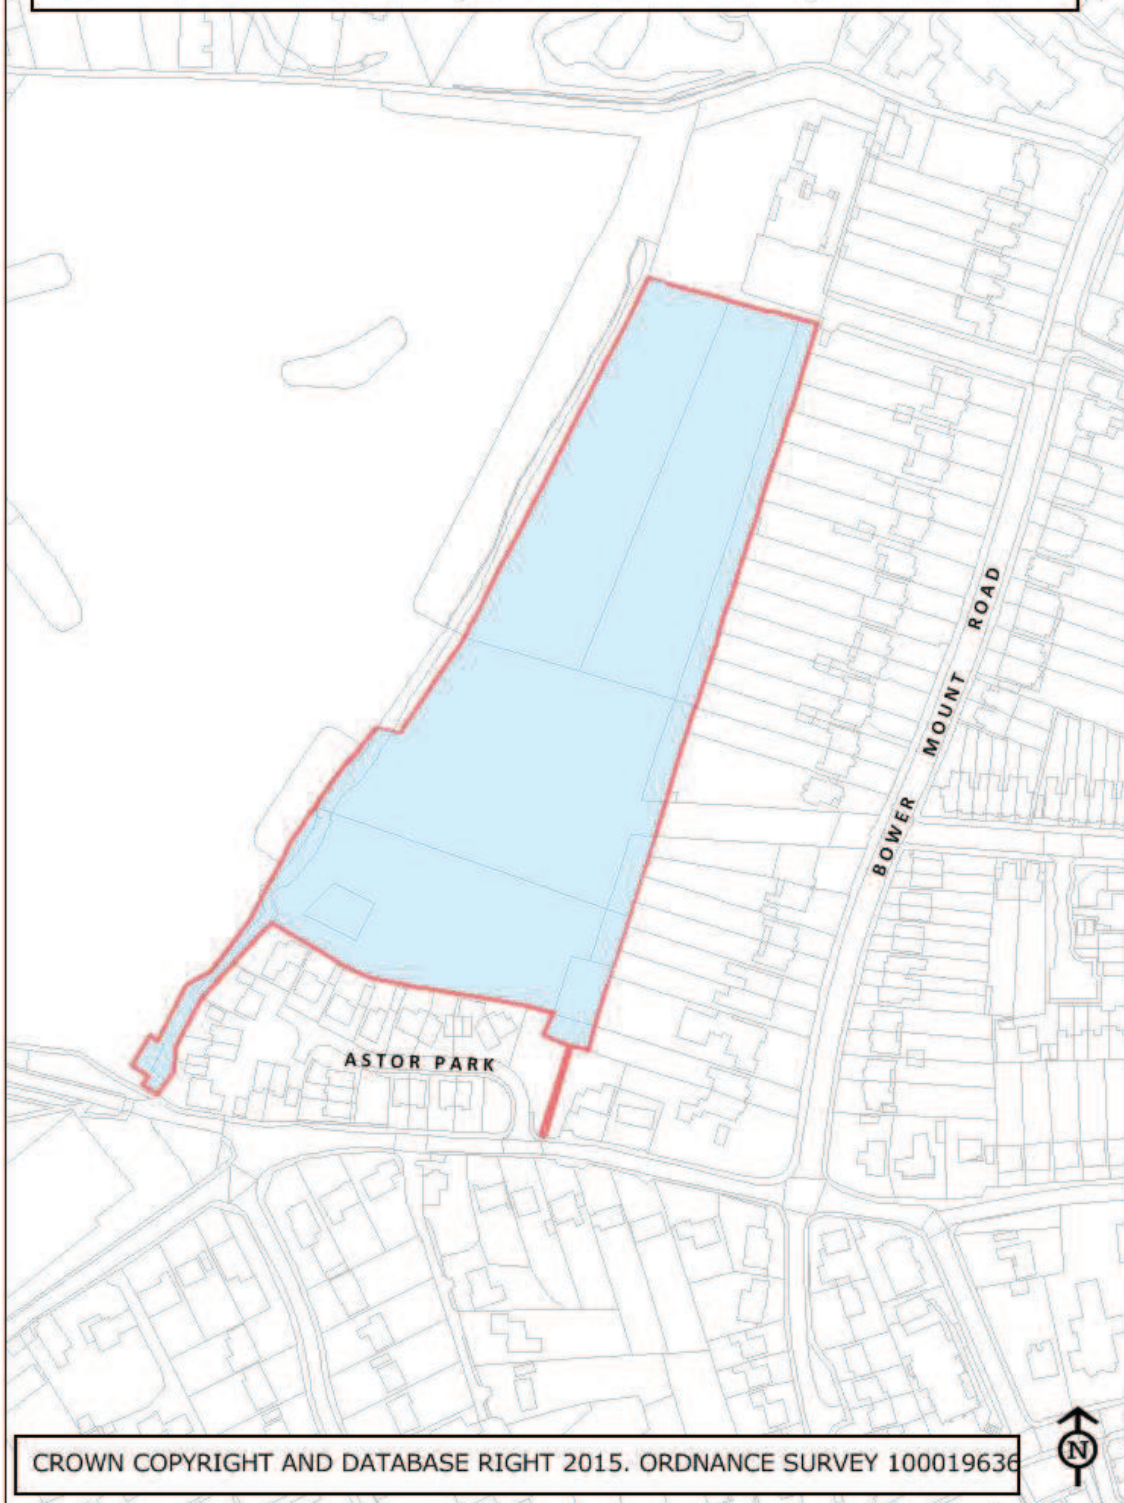 BOWER MOUNT ROAD
ASTOR PARK
CROWN COPYRIGHT AND DATABASE RIGHT 2015. ORDNANCE SURVEY 100019636
N